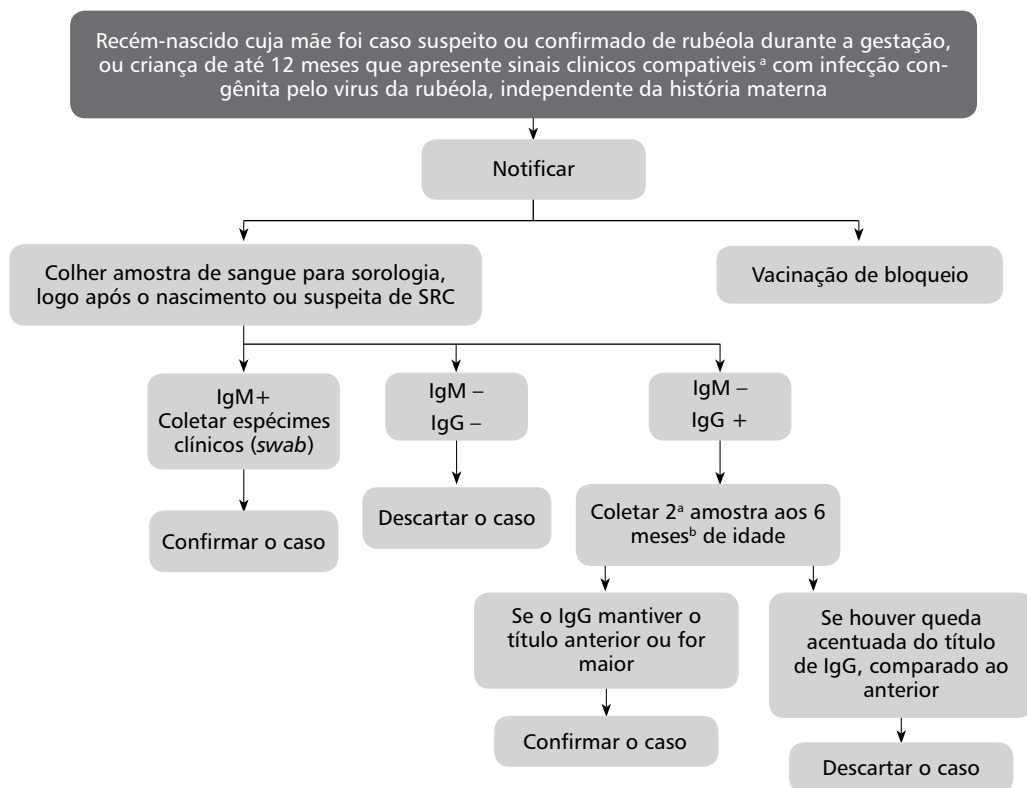 Recém-nascido cuja mãe foi caso suspeito ou confirmado de rubéola durante a gestação,
ou criança de até 12 meses que apresente sinais clinicos compativeis ª com infecção con-
gênita pelo virus da rubéola, independente da história materna
Notificar
Colher amostra de sangue para sorologia,
logo após o nascimento ou suspeita de SRC
Vacinação de bloqueio
IgM+
Coletar espécimes
clínicos (swab)
IgM –
IgG –
IgM –
IgG +
Confirmar o caso
Descartar o caso
Coletar 2ª amostra aos 6
mesesᵇ de idade
Se o IgG mantiver o
título anterior ou for
maior
Se houver queda
acentuada do título
de IgG, comparado ao
anterior
Confirmar o caso
Descartar o caso